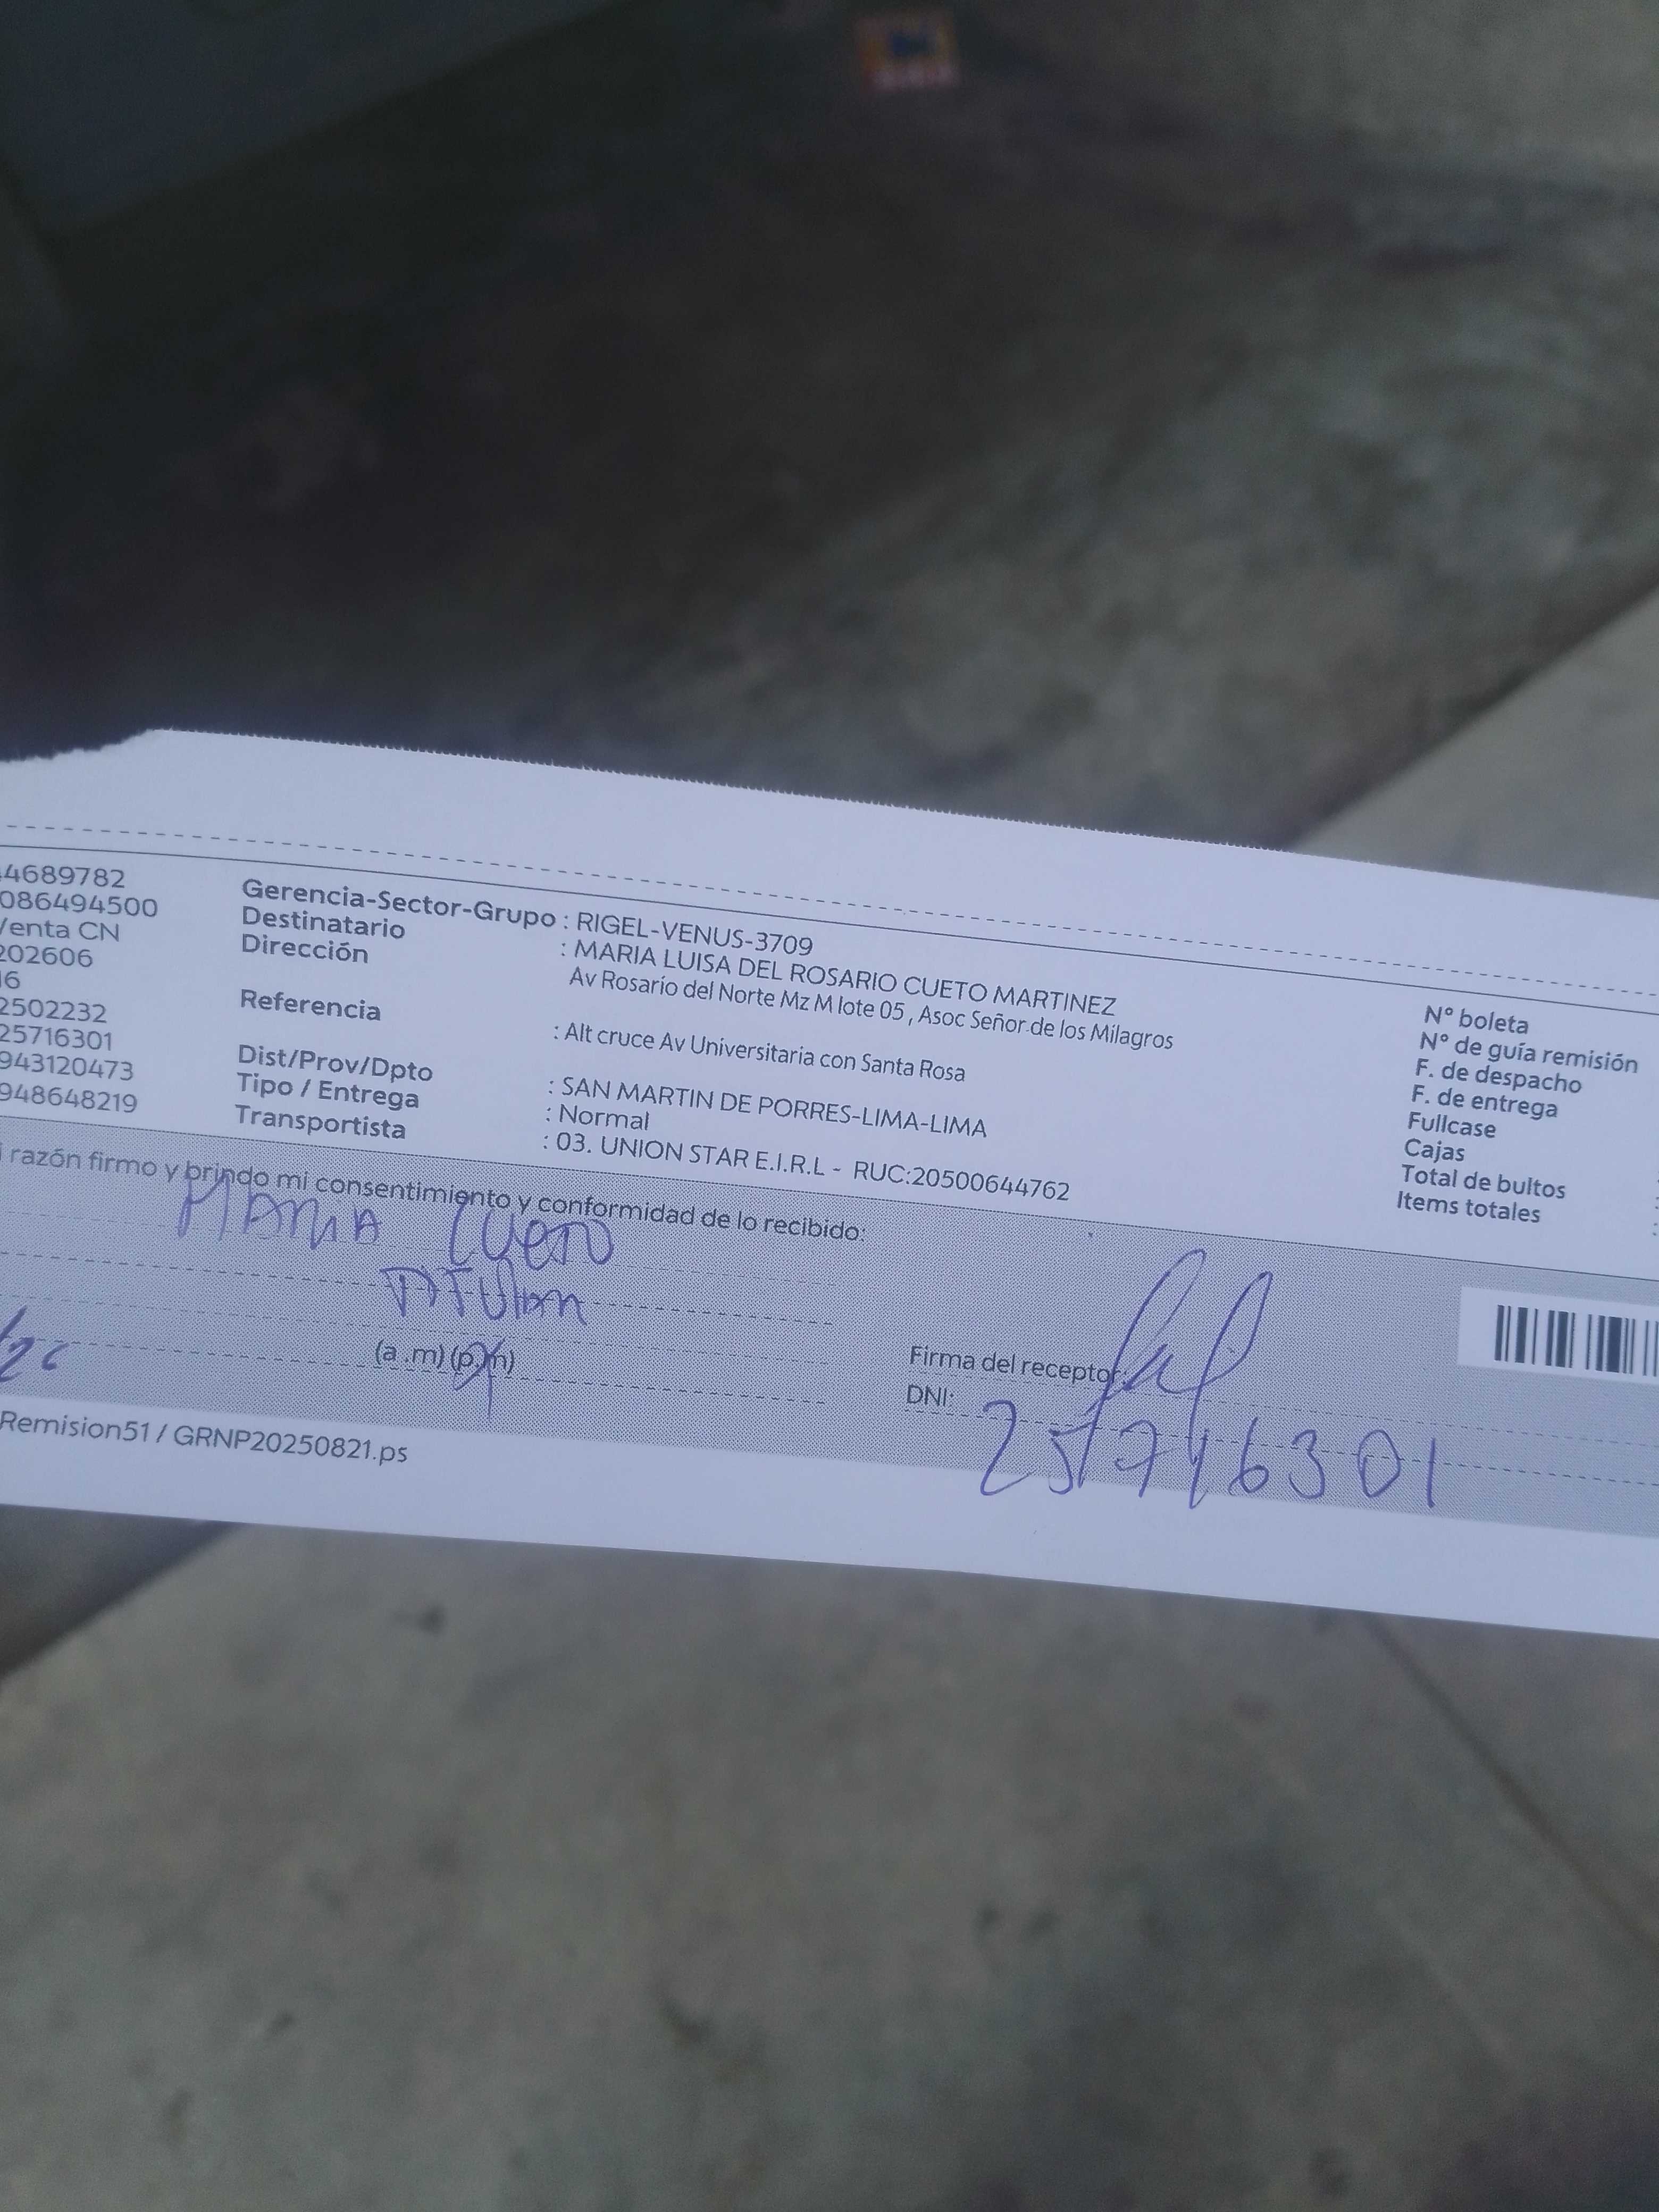 4689782
086494500
Venta CN
202606
16
2502232
25716301
943120473
948648219
Gerencia-Sector-Grupo : RIGEL-VENUS-3709
Destinatario : MARIA LUISA DEL ROSARIO CUETO MARTINEZ
Dirección Av Rosario del Norte Mz M lote 05 , Asoc Señor de los Milagros
Referencia : Alt cruce Av Universitaria con Santa Rosa
Dist/Prov/Dpto : SAN MARTIN DE PORRES-LIMA-LIMA
Tipo / Entrega : Normal
Transportista : 03. UNION STAR E.I.R.L - RUC:20500644762
N° boleta
N° de guía remisión
F. de despacho
F. de entrega
Fullcase
Cajas
Total de bultos
Items totales
i razón firmo y brindo mi consentimiento y conformidad de lo recibido:
MARIA CUETO
(a .m) (p.m)
Firma del receptor:
DNI: 25716301
Remision51 / GRNP20250821.ps